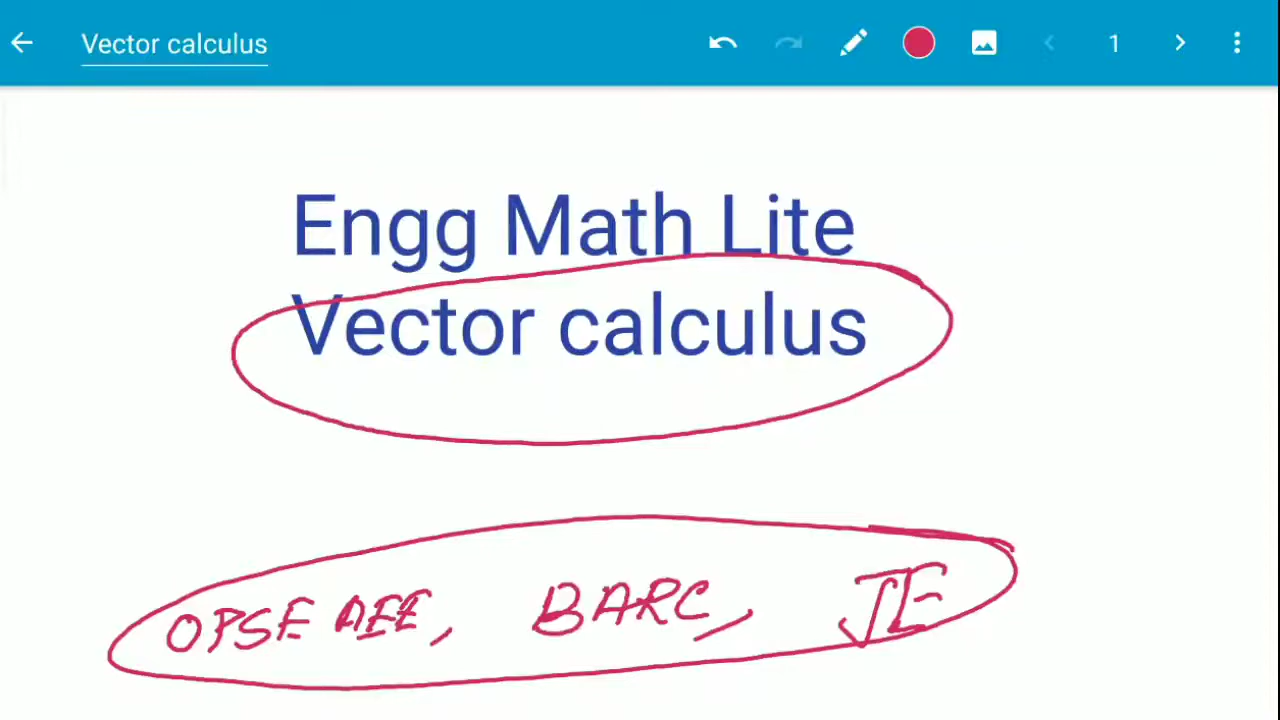 Vector calculus 1
Engg Math Lite
Vector calculus
OPSE AEE, BARC, JE